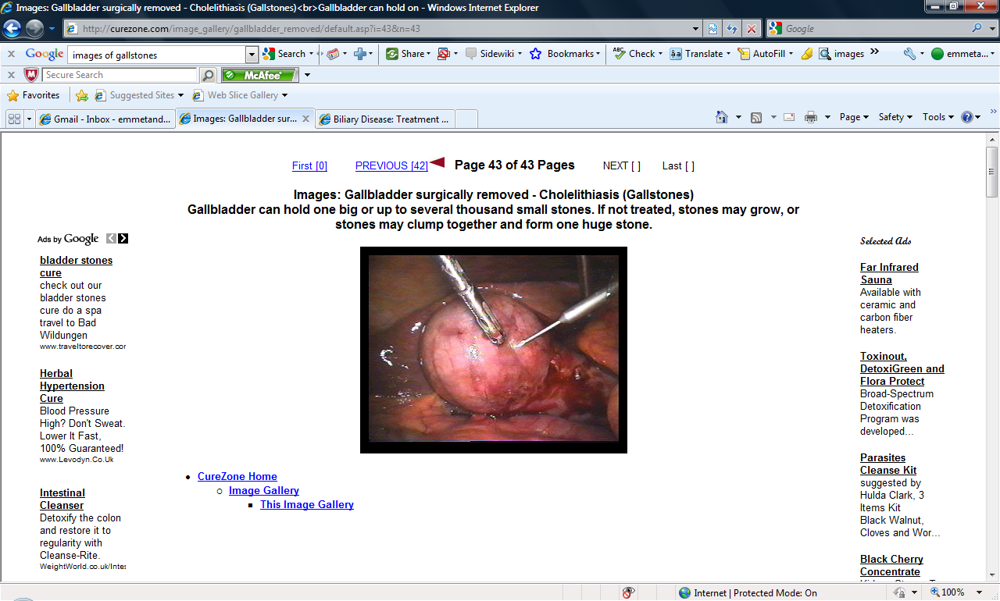 Images: Gallbladder surgically removed - Cholelithiasis (Gallstones)<br>Gallbladder can hold on - Windows Internet Explorer
http://curezone.com/image_gallery/gallbladder_removed/default.asp?i=43&n=43
Google
x Google images of gallstones Search Share Sidewiki Bookmarks Check Translate AutoFill images emmeta...
x Secure Search McAfee
Favorites Suggested Sites Web Slice Gallery
Gmail - Inbox - emmetand... Images: Gallbladder sur... x Biliary Disease: Treatment ... Page Safety Tools
First [0] PREVIOUS [42] Page 43 of 43 Pages NEXT [ ] Last [ ]
Images: Gallbladder surgically removed - Cholelithiasis (Gallstones)
Gallbladder can hold one big or up to several thousand small stones. If not treated, stones may grow, or
stones may clump together and form one huge stone.
Ads by Google
bladder stones
cure
check out our
bladder stones
cure do a spa
travel to Bad
Wildungen
www.traveltorecover.cor
Herbal
Hypertension
Cure
Blood Pressure
High? Don't Sweat.
Lower It Fast,
100% Guaranteed!
www.Levodyn.Co.Uk
Intestinal
Cleanser
Detoxify the colon
and restore it to
regularity with
Cleanse-Rite.
WeightWorld.co.uk/Intes
CureZone Home
Image Gallery
This Image Gallery
Selected Ads
Far Infrared
Sauna
Available with
ceramic and
carbon fiber
heaters.
Toxinout,
DetoxiGreen and
Flora Protect
Broad-Spectrum
Detoxification
Program was
developed...
Parasites
Cleanse Kit
suggested by
Hulda Clark, 3
Items Kit
Black Walnut,
Cloves and Wor...
Black Cherry
Concentrate
Internet | Protected Mode: On
100%